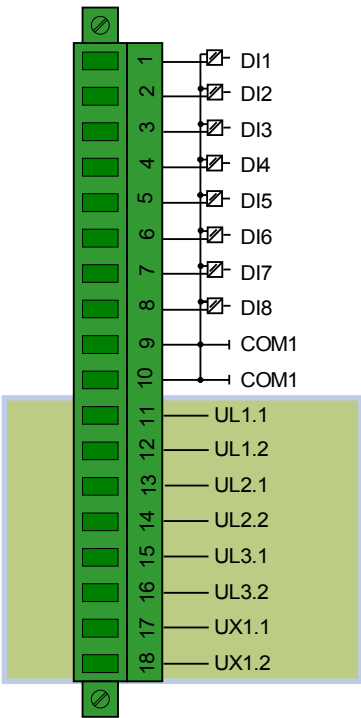 1 DI1
2 DI2
3 DI3
4 DI4
5 DI5
6 DI6
7 DI7
8 DI8
9 COM1
10 COM1
11 UL1.1
12 UL1.2
13 UL2.1
14 UL2.2
15 UL3.1
16 UL3.2
17 UX1.1
18 UX1.2